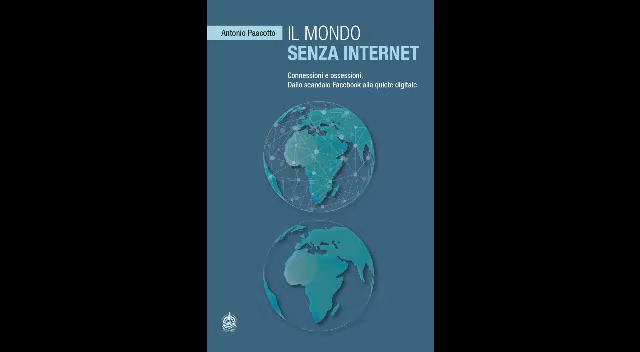 Antonio Pascotto
IL MONDO
SENZA INTERNET
Connessioni e ossessioni.
Dallo scandalo Facebook alla quiete digitale